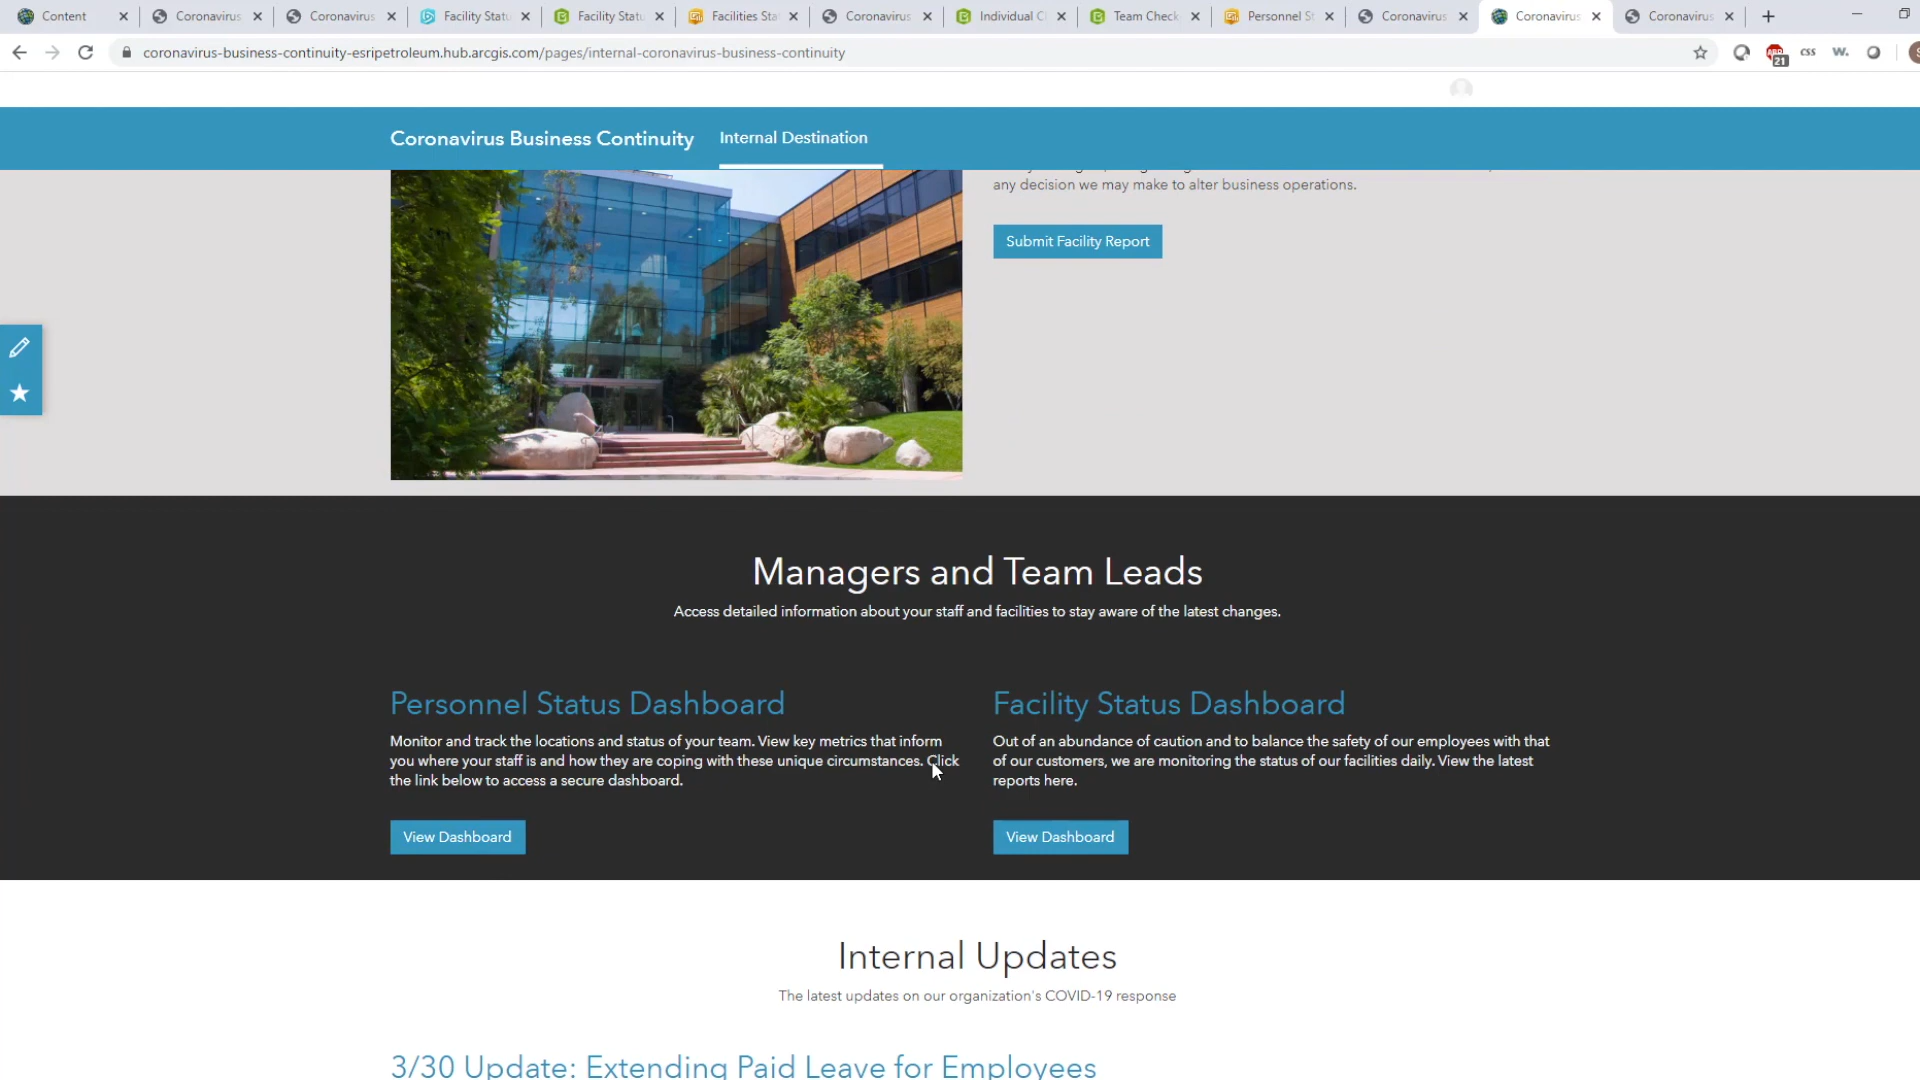 Content
Coronavirus
Coronavirus
Facility Statu
Facility Statu
Facilities Sta
Coronavirus
Individual C
Team Check
Personnel S
Coronavirus
Coronavirus
Coronavirus
coronavirus-business-continuity-esripetroleum.hub.arcgis.com/pages/internal-coronavirus-business-continuity
21
css
w.
Coronavirus Business Continuity
Internal Destination
any decision we may make to alter business operations.
Submit Facility Report
Managers and Team Leads
Access detailed information about your staff and facilities to stay aware of the latest changes.
Personnel Status Dashboard
Monitor and track the locations and status of your team. View key metrics that inform
you where your staff is and how they are coping with these unique circumstances. Click
the link below to access a secure dashboard.
View Dashboard
Facility Status Dashboard
Out of an abundance of caution and to balance the safety of our employees with that
of our customers, we are monitoring the status of our facilities daily. View the latest
reports here.
View Dashboard
Internal Updates
The latest updates on our organization's COVID-19 response
3/30 Update: Extending Paid Leave for Employees